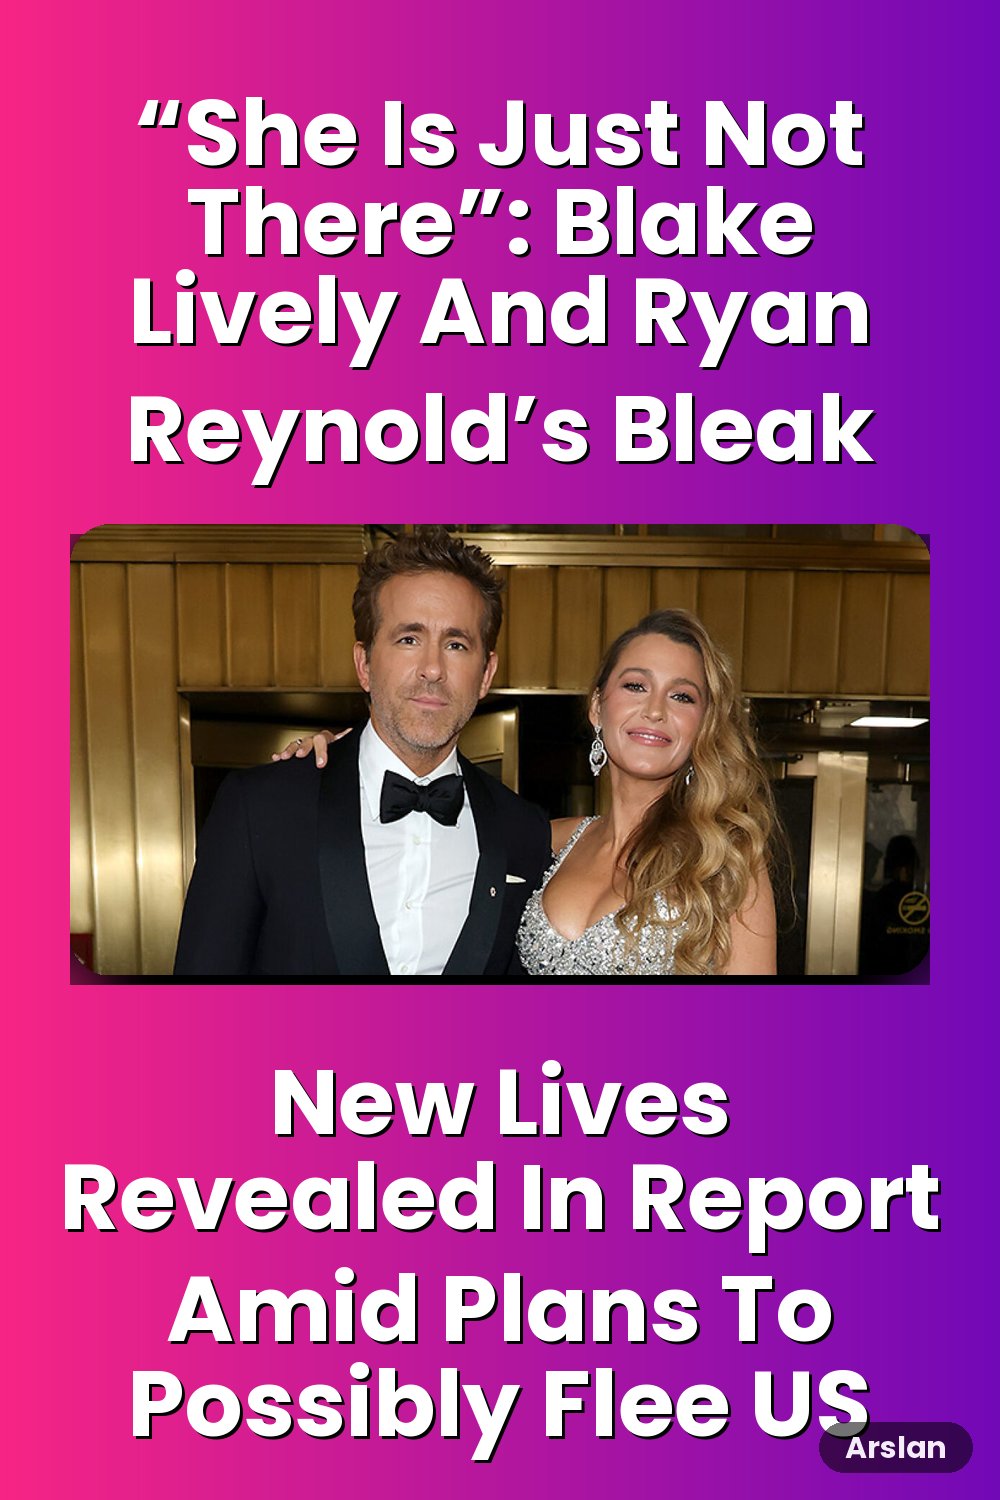 “She Is Just Not
There”: Blake
Lively And Ryan
Reynold’s Bleak
New Lives
Revealed In Report
Amid Plans To
Possibly Flee US
Arslan